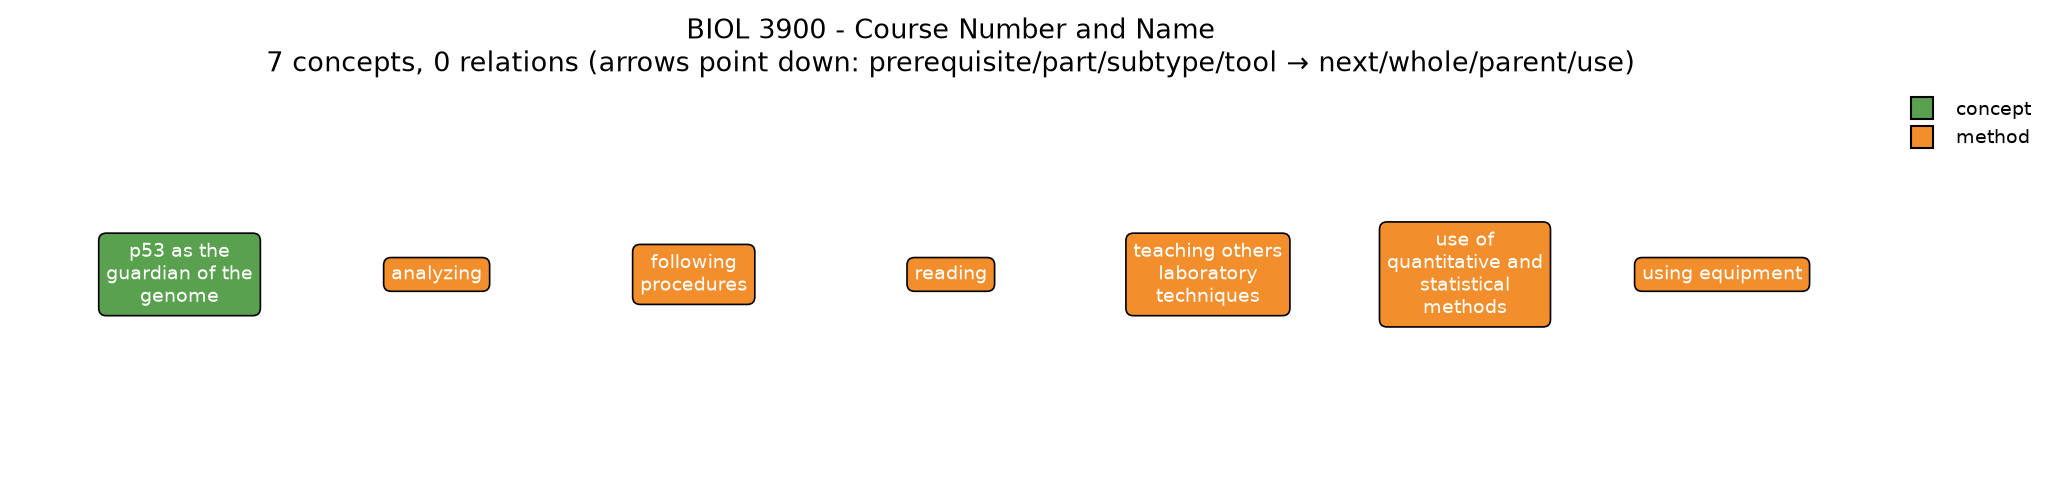 BIOL 3900 - Course Number and Name
7 concepts, 0 relations (arrows point down: prerequisite/part/subtype/tool → next/whole/parent/use)
concept
method
p53 as the
guardian of the
genome
analyzing
following
procedures
reading
teaching others
laboratory
techniques
use of
quantitative and
statistical
methods
using equipment